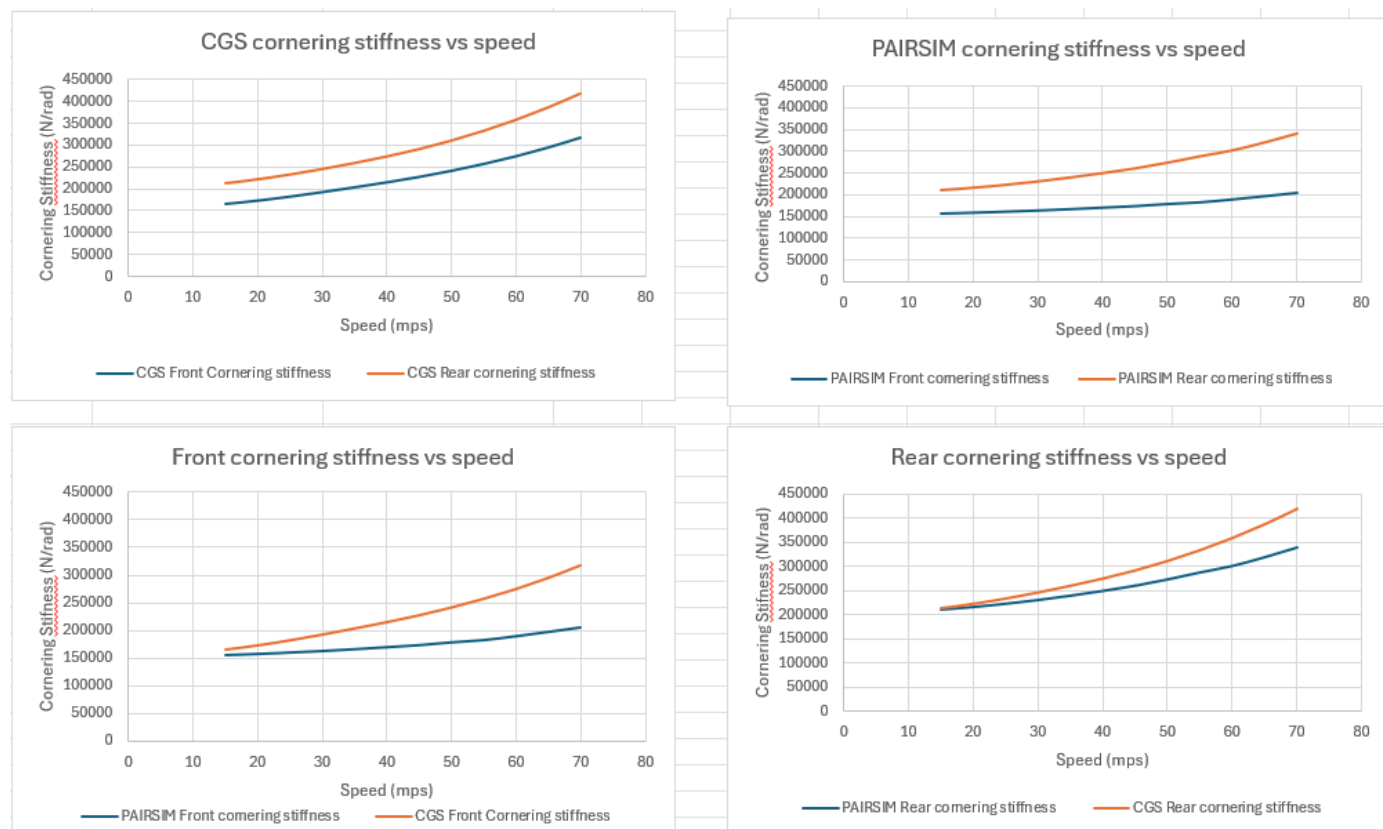 CGS cornering stiffness vs speed
Cornering Stifness (N/rad)
450000
400000
350000
300000
250000
200000
150000
100000
50000
0
0 10 20 30 40 50 60 70 80
Speed (mps)
CGS Front Cornering stiffness CGS Rear cornering stiffness
PAIRSIM cornering stiffness vs speed
Cornering Stifness (N/rad)
450000
400000
350000
300000
250000
200000
150000
100000
50000
0
0 10 20 30 40 50 60 70 80
Speed (mps)
PAIRSIM Front cornering stiffness PAIRSIM Rear cornering stiffness
Front cornering stiffness vs speed
Cornering Stifness (N/rad)
450000
400000
350000
300000
250000
200000
150000
100000
50000
0
0 10 20 30 40 50 60 70 80
Speed (mps)
PAIRSIM Front cornering stiffness CGS Front Cornering stiffness
Rear cornering stiffness vs speed
Cornering Stifness (N/rad)
450000
400000
350000
300000
250000
200000
150000
100000
50000
0
0 10 20 30 40 50 60 70 80
Speed (mps)
PAIRSIM Rear cornering stiffness CGS Rear cornering stiffness